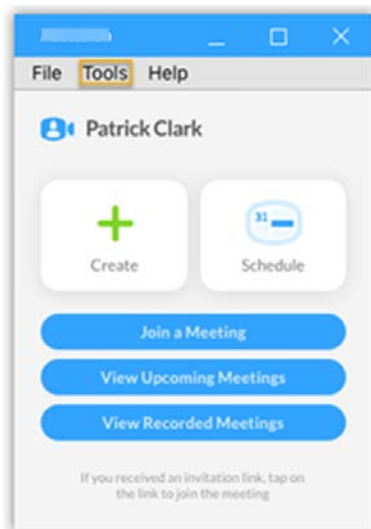 File Tools Help
Patrick Clark
31
Create Schedule
Join a Meeting
View Upcoming Meetings
View Recorded Meetings
If you received an invitation link, tap on
the link to join the meeting